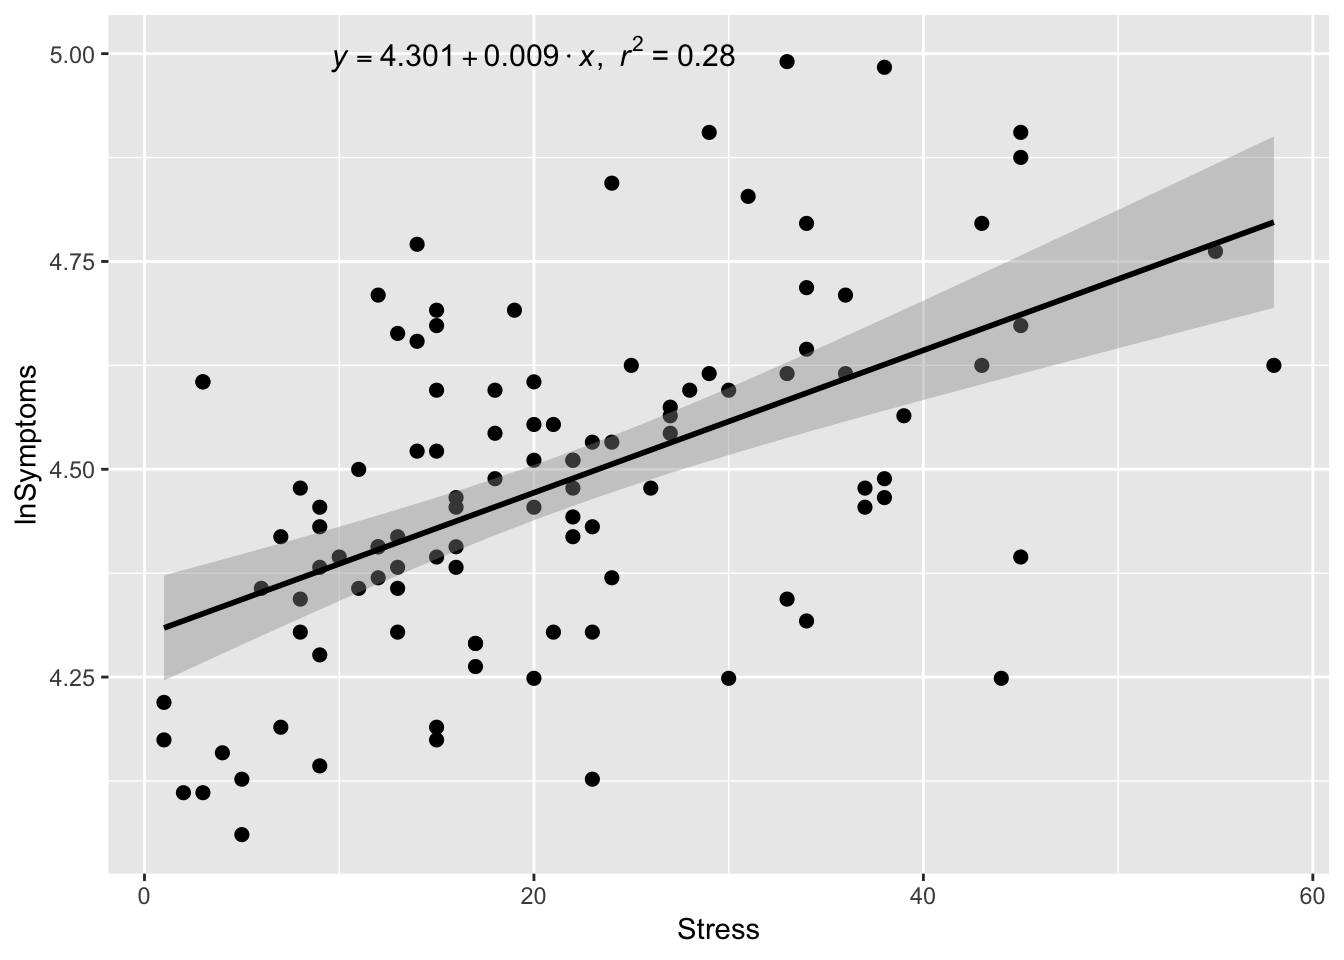 y = 4.301 + 0.009 · x, r² = 0.28
5.00
4.75
4.50
4.25
lnSymptoms
0 20 40 60
Stress